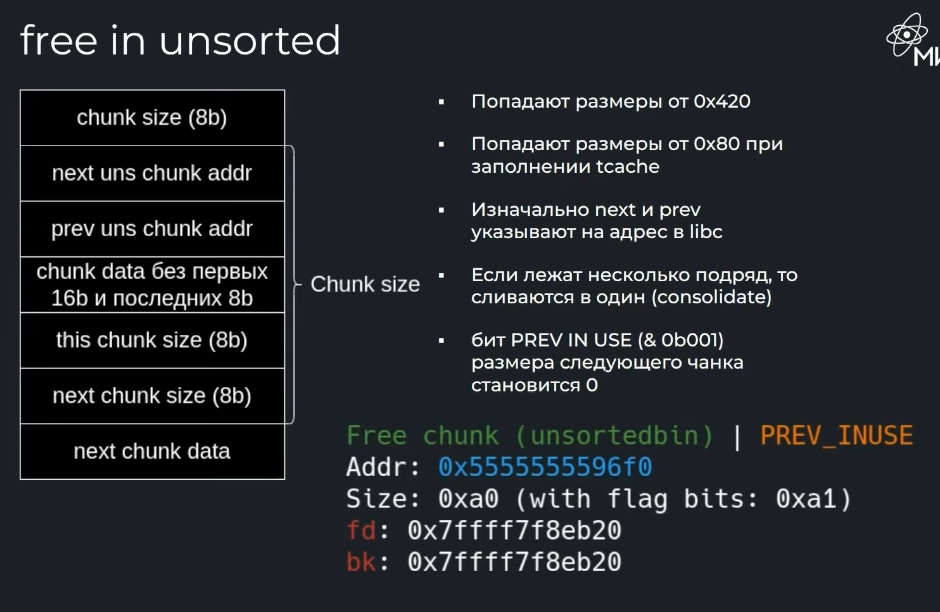 free in unsorted
chunk size (8b)
next uns chunk addr
prev uns chunk addr
chunk data без первых
16b и последних 8b
this chunk size (8b)
next chunk size (8b)
next chunk data
Chunk size
▪ Попадают размеры от 0x420
▪ Попадают размеры от 0x80 при
заполнении tcache
▪ Изначально next и prev
указывают на адрес в libc
▪ Если лежат несколько подряд, то
сливаются в один (consolidate)
▪ бит PREV IN USE (& 0b001)
размера следующего чанка
становится 0
Free chunk (unsortedbin) | PREV_INUSE
Addr: 0x5555555596f0
Size: 0xa0 (with flag bits: 0xa1)
fd: 0x7ffff7f8eb20
bk: 0x7ffff7f8eb20